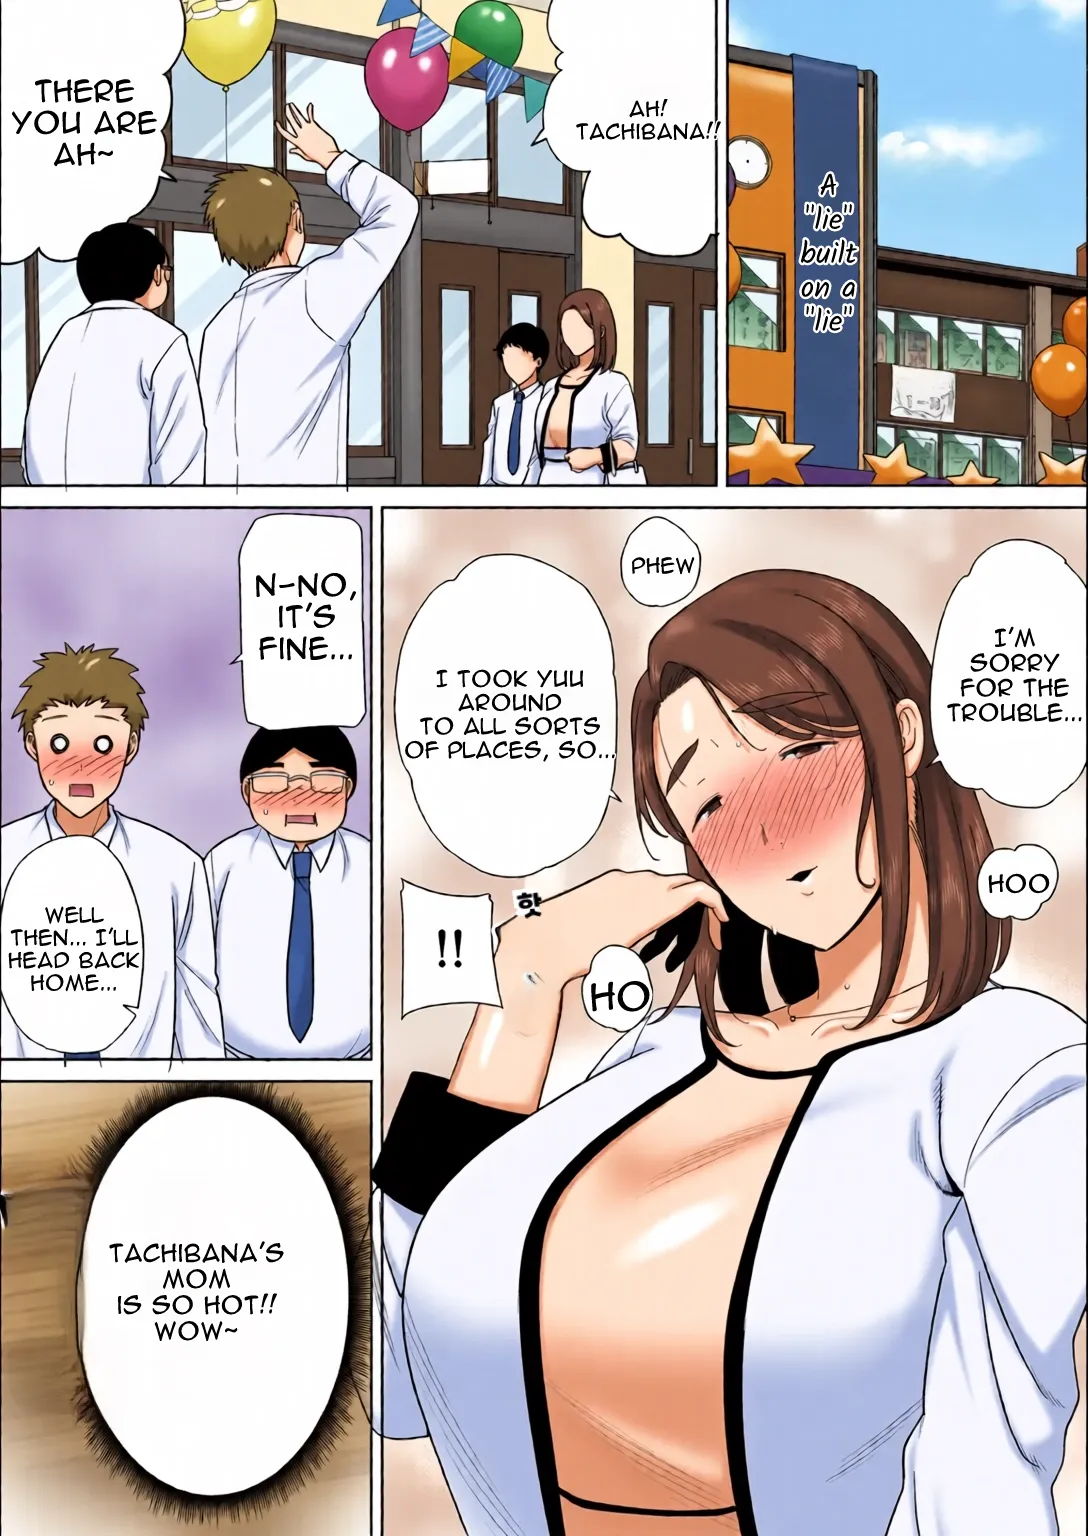 A
"lie"
built
on a
"lie"
AH!
TACHIBANA!!
THERE
YOU ARE
AH~
I'M
SORRY
FOR THE
TROUBLE...
PHEW
I TOOK YUU
AROUND
TO ALL SORTS
OF PLACES, SO...
HOO
HO
핫
!!
N-NO,
IT'S
FINE...
WELL
THEN... I'LL
HEAD BACK
HOME...
TACHIBANA'S
MOM
IS SO HOT!!
WOW~